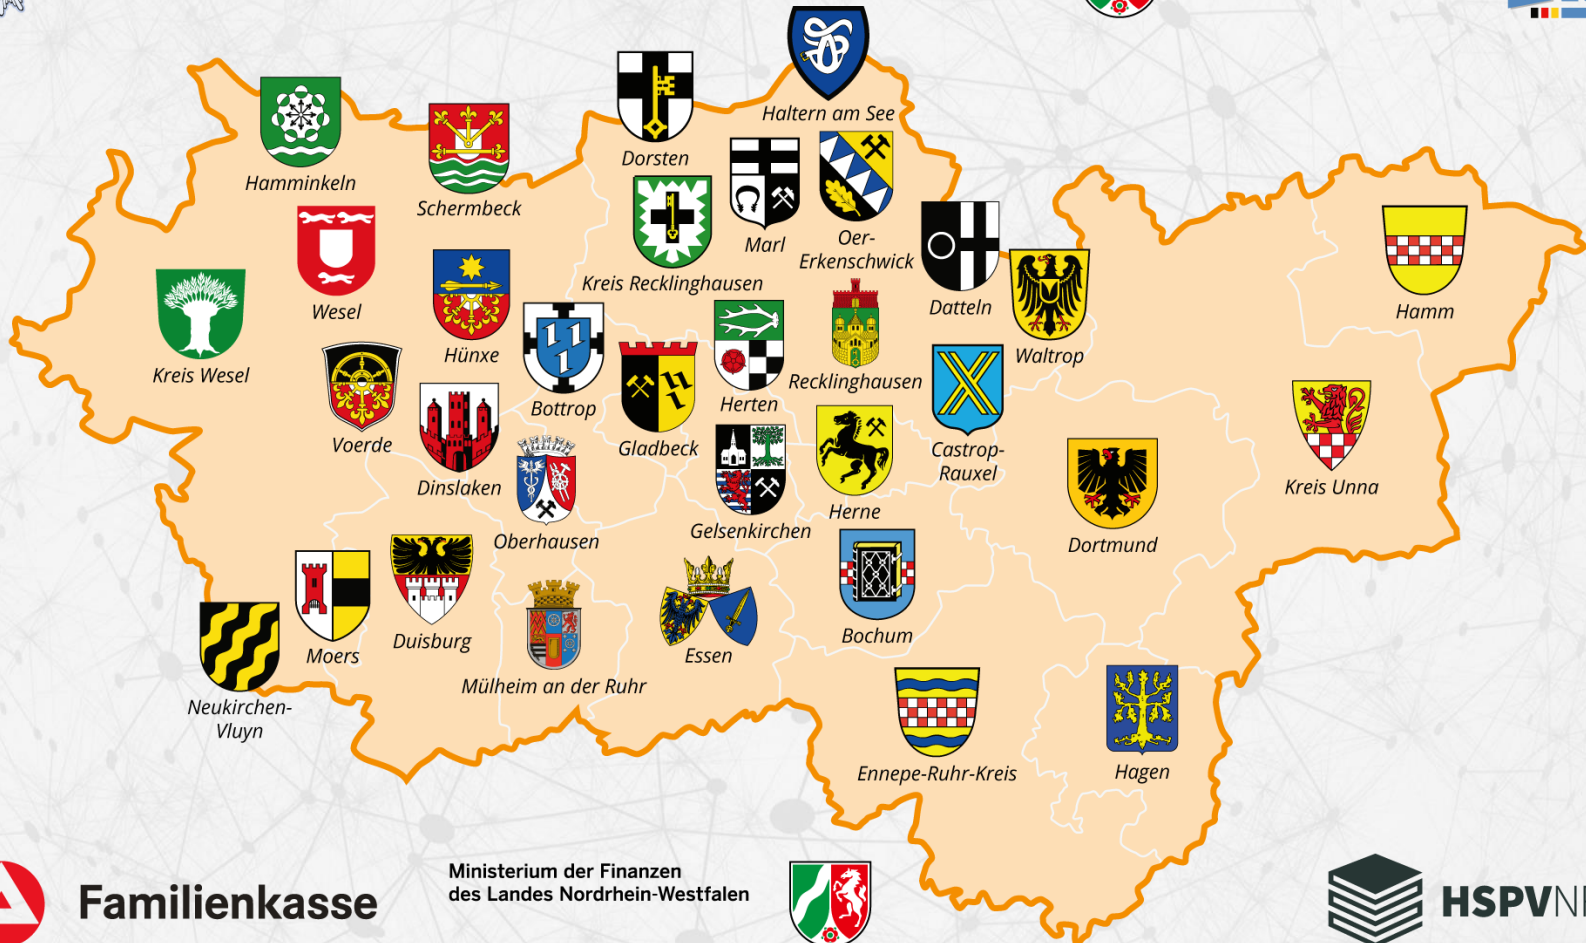 Haltern am See
Dorsten
Hamminkeln
Schermbeck
Marl
Oer-
Erkenschwick
Kreis Recklinghausen
Datteln
Wesel
Hamm
Hünxe
Waltrop
Kreis Wesel
Recklinghausen
Bottrop
Herten
Voerde
Gladbeck
Castrop-
Rauxel
Dinslaken
Kreis Unna
Herne
Gelsenkirchen
Oberhausen
Dortmund
Bochum
Duisburg
Moers
Essen
Mülheim an der Ruhr
Neukirchen-
Vluyn
Ennepe-Ruhr-Kreis
Hagen
Ministerium der Finanzen
des Landes Nordrhein-Westfalen
Familienkasse